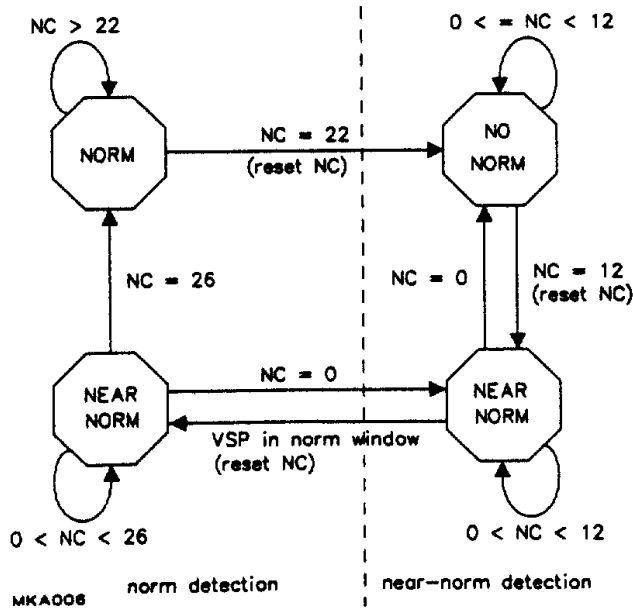 NC > 22
0 < = NC < 12
NORM
NC = 22
(reset NC)
NO
NORM
NC = 26
NC = 0
NC = 12
(reset NC)
NEAR
NORM
NC = 0
NEAR
NORM
VSP in norm window
(reset NC)
0 < NC < 26
0 < NC < 12
MKA006
norm detection
near-norm detection